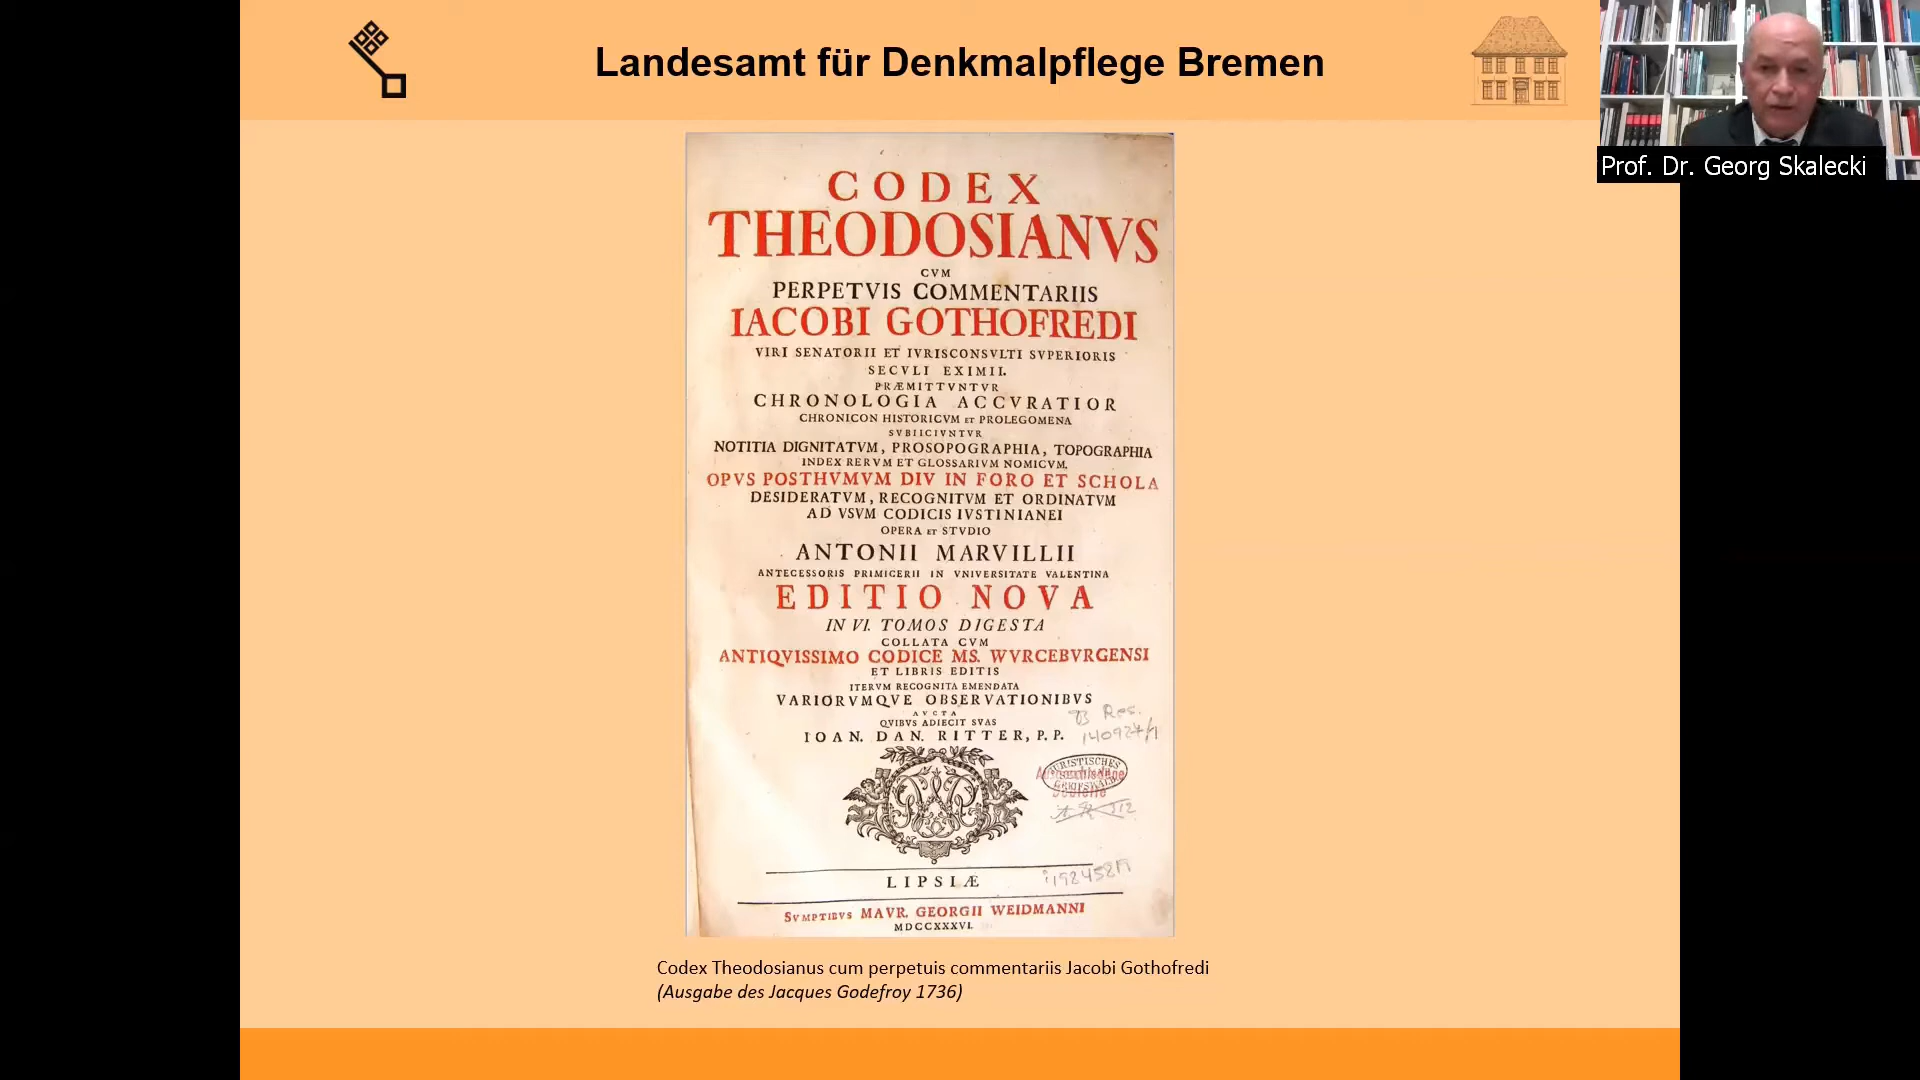 Landesamt für Denkmalpflege Bremen
Prof. Dr. Georg Skalecki
CODEX
THEODOSIANVS
CVM
PERPETVIS COMMENTARIIS
IACOBI GOTHOFREDI
VIRI SENATORII ET IVRISCONSVLTI SVPERIORIS
SECVLI EXIMII.
PRÆMITTVNTVR
CHRONOLOGIA ACCVRATIOR
CHRONICON HISTORICVM ET PROLEGOMENA
SVBIICIVNTVR
NOTITIA DIGNITATVM, PROSOPOGRAPHIA, TOPOGRAPHIA
INDEX RERVM ET GLOSSARIVM NOMICVM.
OPVS POSTHVMVM DIV IN FORO ET SCHOLA
DESIDERATVM, RECOGNITVM ET ORDINATVM
AD VSVM CODICIS IVSTINIANEI
OPERA ET STVDIO
ANTONII MARVILLII
ANTECESSORIS PRIMICERII IN VNIVERSITATE VALENTINA
EDITIO NOVA
IN VI. TOMOS DIGESTA
COLLATA CVM
ANTIQVISSIMO CODICE MS. WVRCEBVRGENSI
ET LIBRIS EDITIS
ITERVM RECOGNITA EMENDATA
VARIORVMQVE OBSERVATIONIBVS
AVCTA
QVIBVS ADIECIT SVAS
IOAN. DAN. RITTER, P. P.
Res.
140927/1
JURISTISCHES
LIPSIÆ
SVMPTIBVS MAVR. GEORGII WEIDMANNI
MDCCXXXVI.
Codex Theodosianus cum perpetuis commentariis Jacobi Gothofredi
(Ausgabe des Jacques Godefroy 1736)